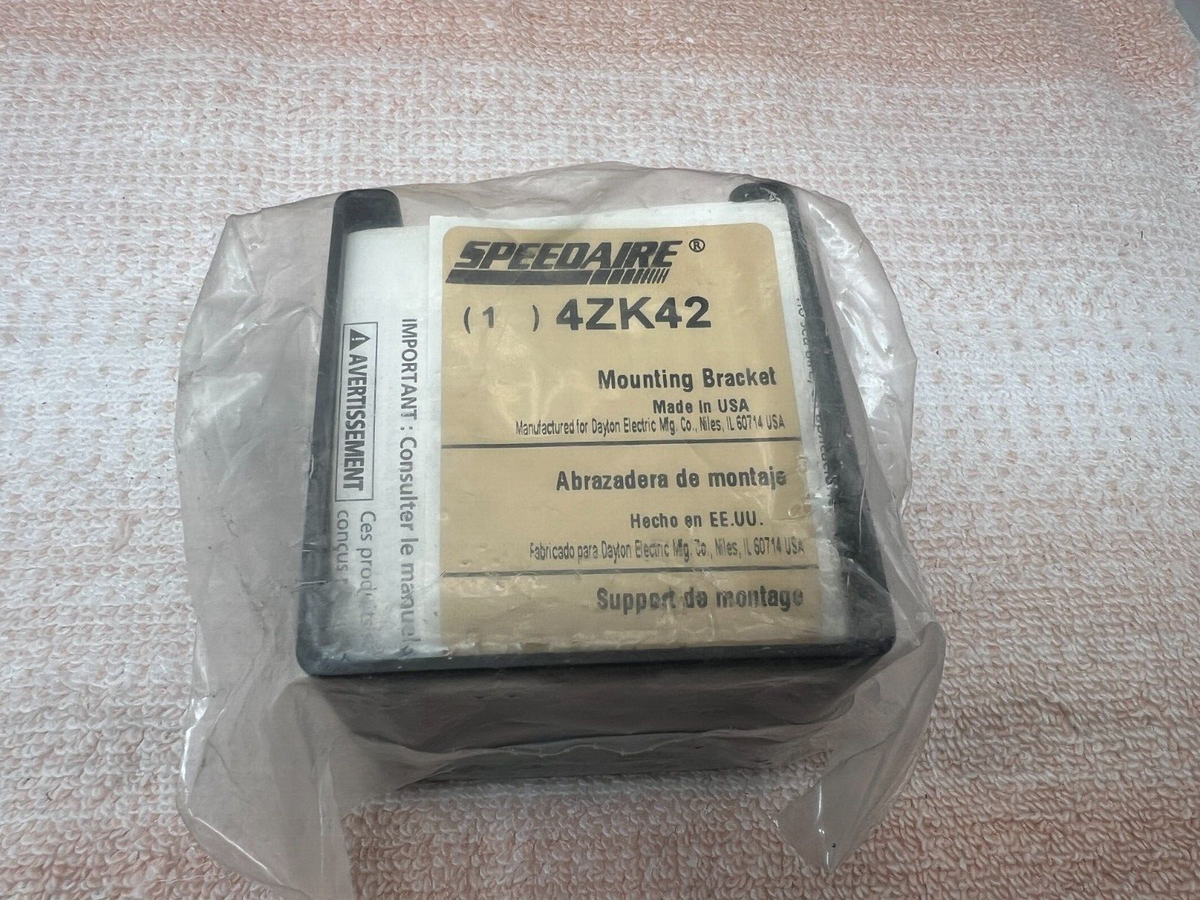 SPEEDAIRE ®
(1 ) 4ZK42
Mounting Bracket
Made In USA
Manufactured for Dayton Electric Mfg. Co., Niles, IL 60714 USA
Abrazadera de montaje
Hecho en EE.UU.
Fabricado para Dayton Electric Mfg. Co., Niles, IL 60714 USA
Support de montage
IMPORTANT : Consulter le manuel
⚠ AVERTISSEMENT
Ces produits
conçus